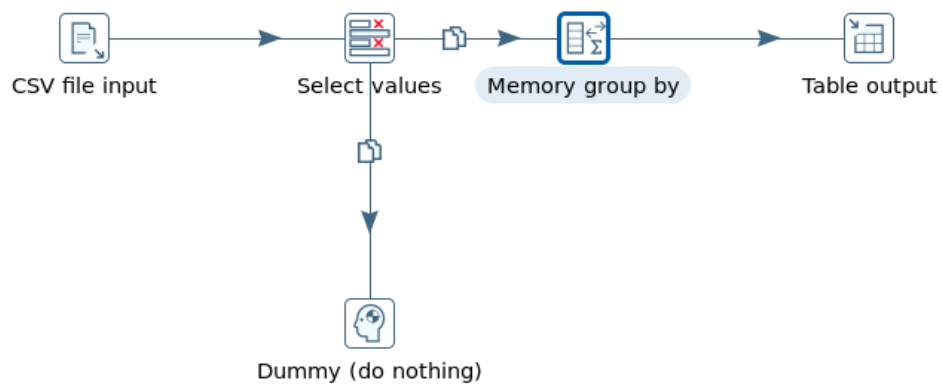 CSV file input
Select values
Memory group by
Table output
Dummy (do nothing)